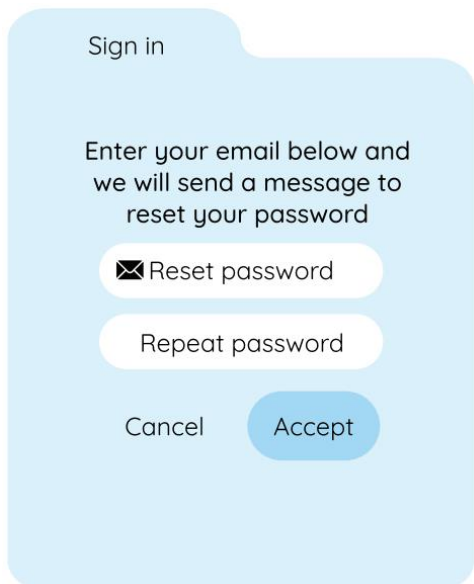 Sign in
Enter your email below and
we will send a message to
reset your password
Reset password
Repeat password
Cancel
Accept